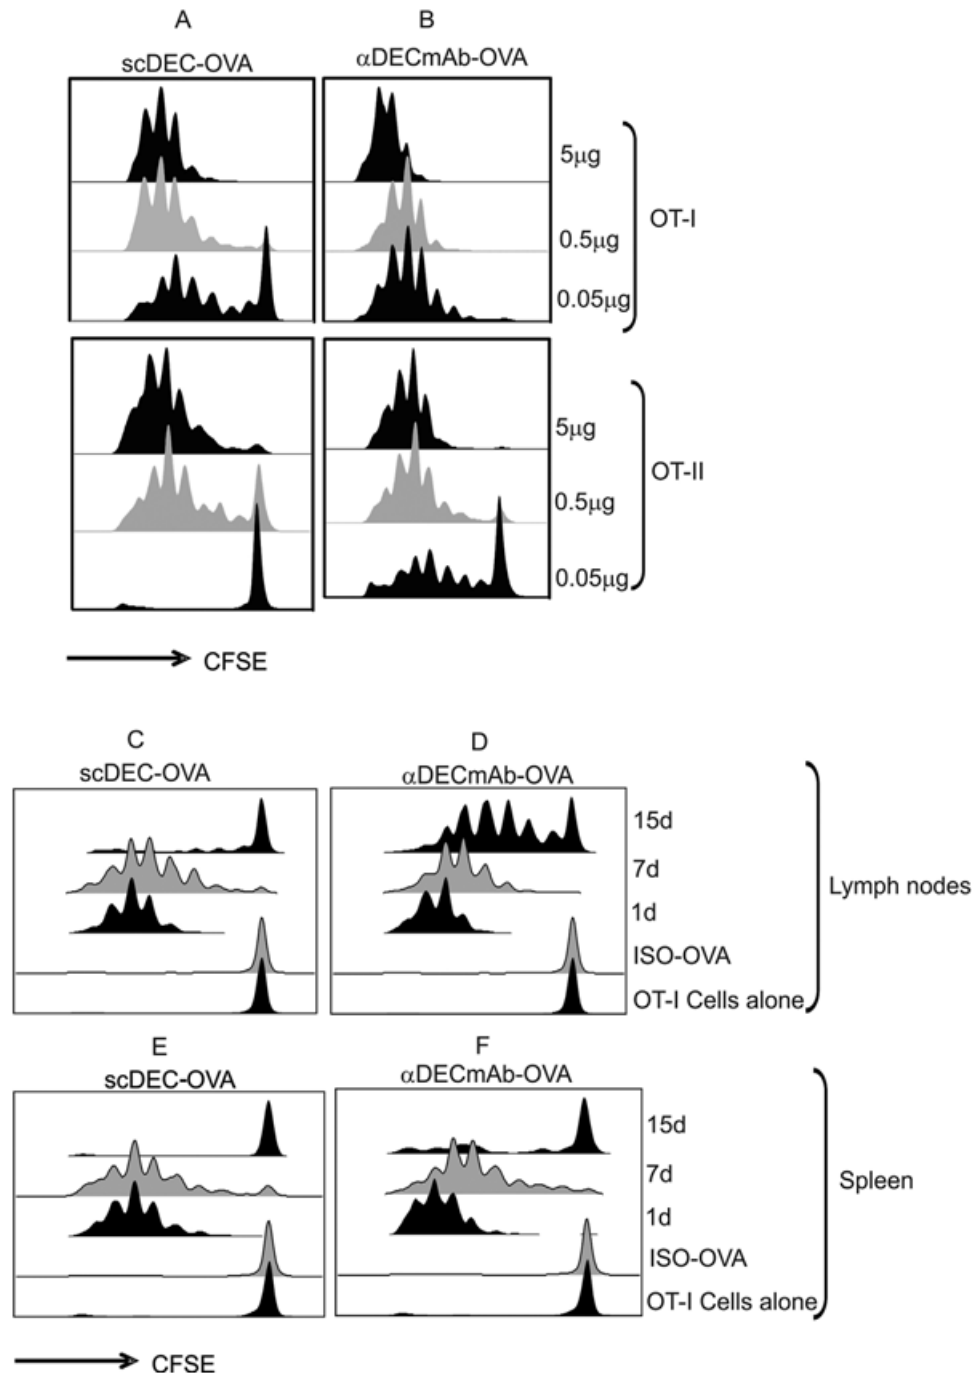 A
B
scDEC-OVA
αDECmAb-OVA
5μg
0.5μg
0.05μg
OT-I
5μg
0.5μg
0.05μg
OT-II
CFSE
C
D
scDEC-OVA
αDECmAb-OVA
15d
7d
1d
ISO-OVA
OT-I Cells alone
Lymph nodes
E
F
scDEC-OVA
αDECmAb-OVA
15d
7d
1d
ISO-OVA
OT-I Cells alone
Spleen
CFSE